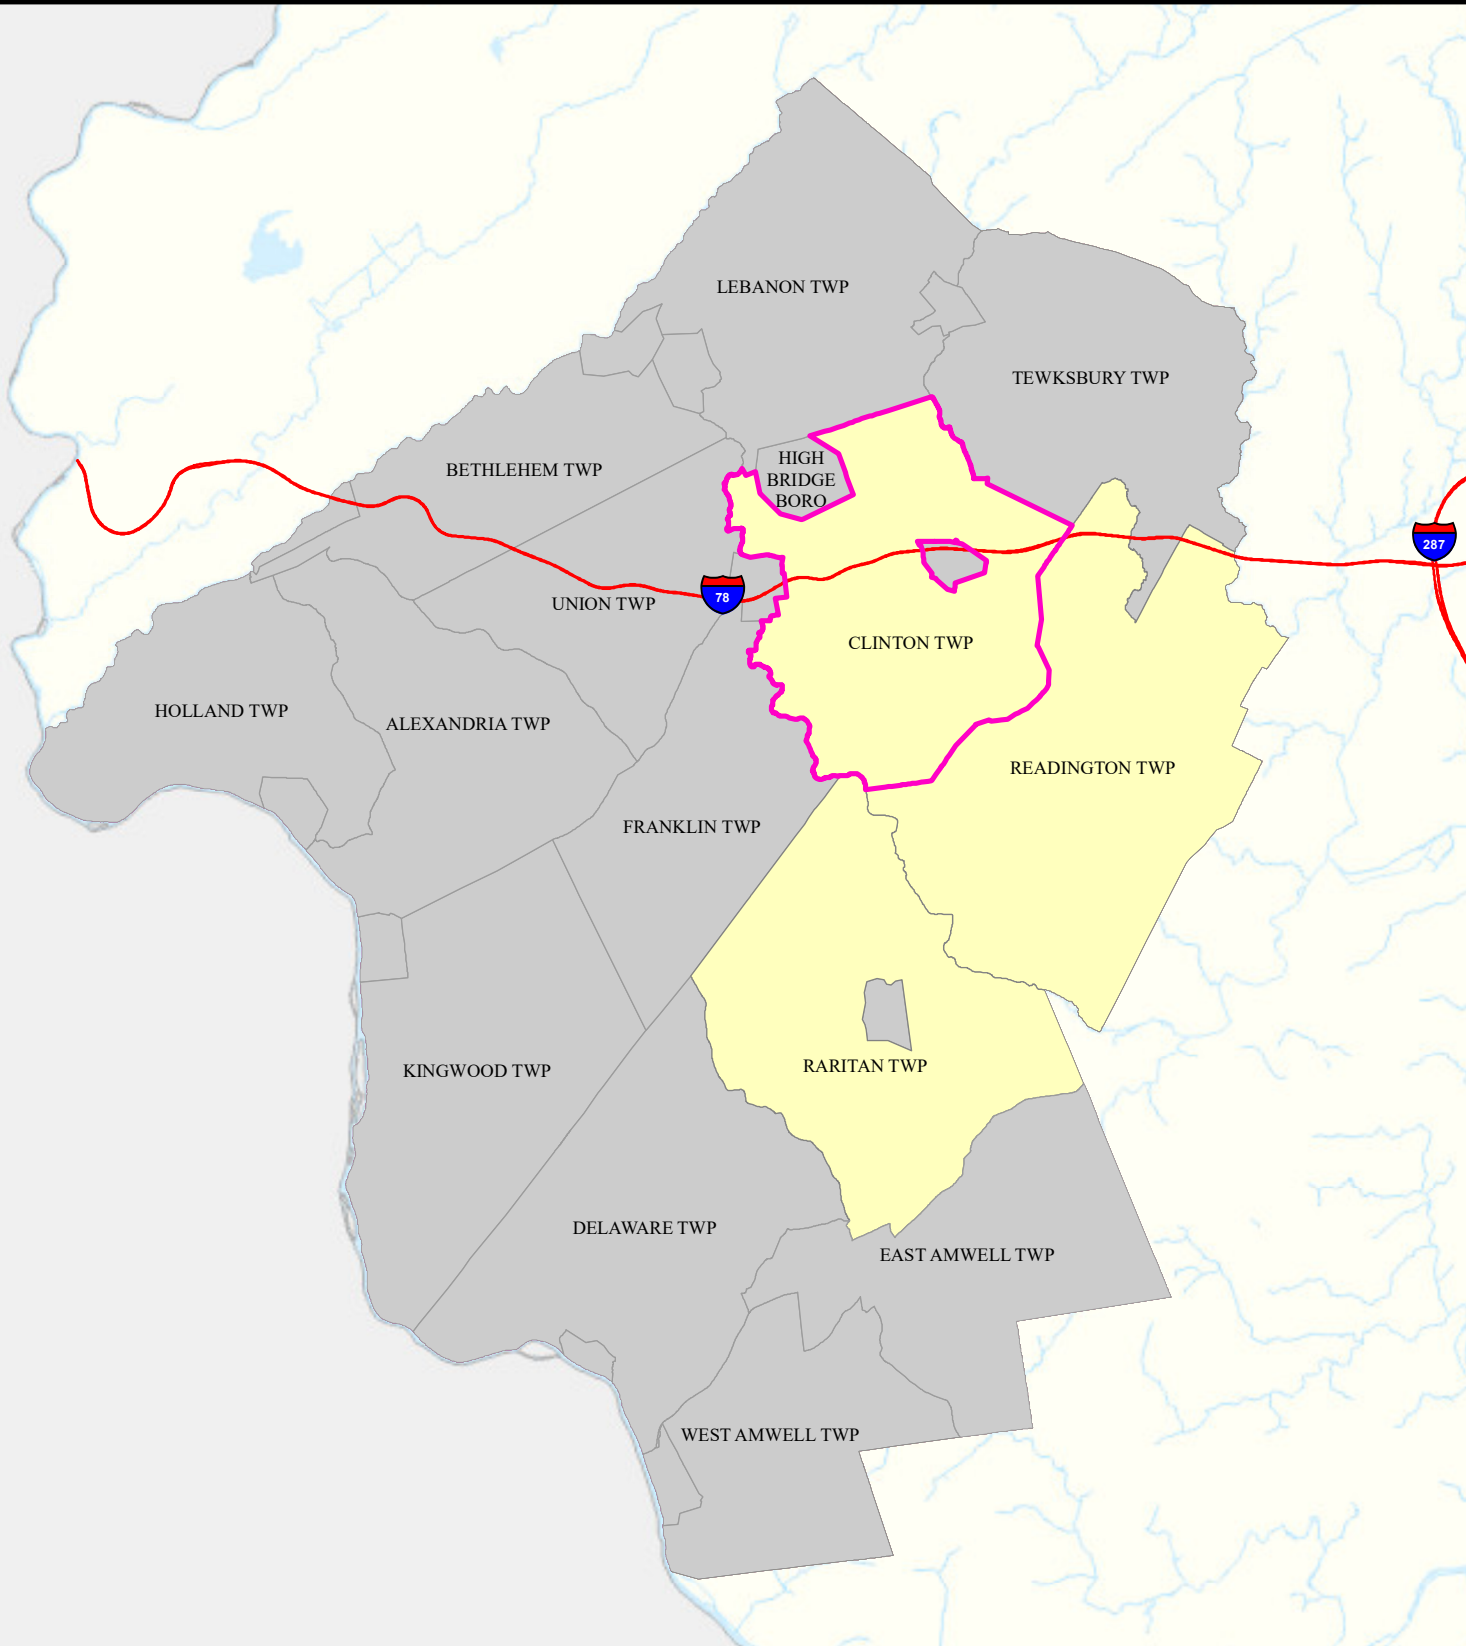 LEBANON TWP
TEWKSBURY TWP
HIGH
BRIDGE
BORO
BETHLEHEM TWP
287
78
UNION TWP
CLINTON TWP
HOLLAND TWP
ALEXANDRIA TWP
READINGTON TWP
FRANKLIN TWP
RARITAN TWP
KINGWOOD TWP
DELAWARE TWP
EAST AMWELL TWP
WEST AMWELL TWP